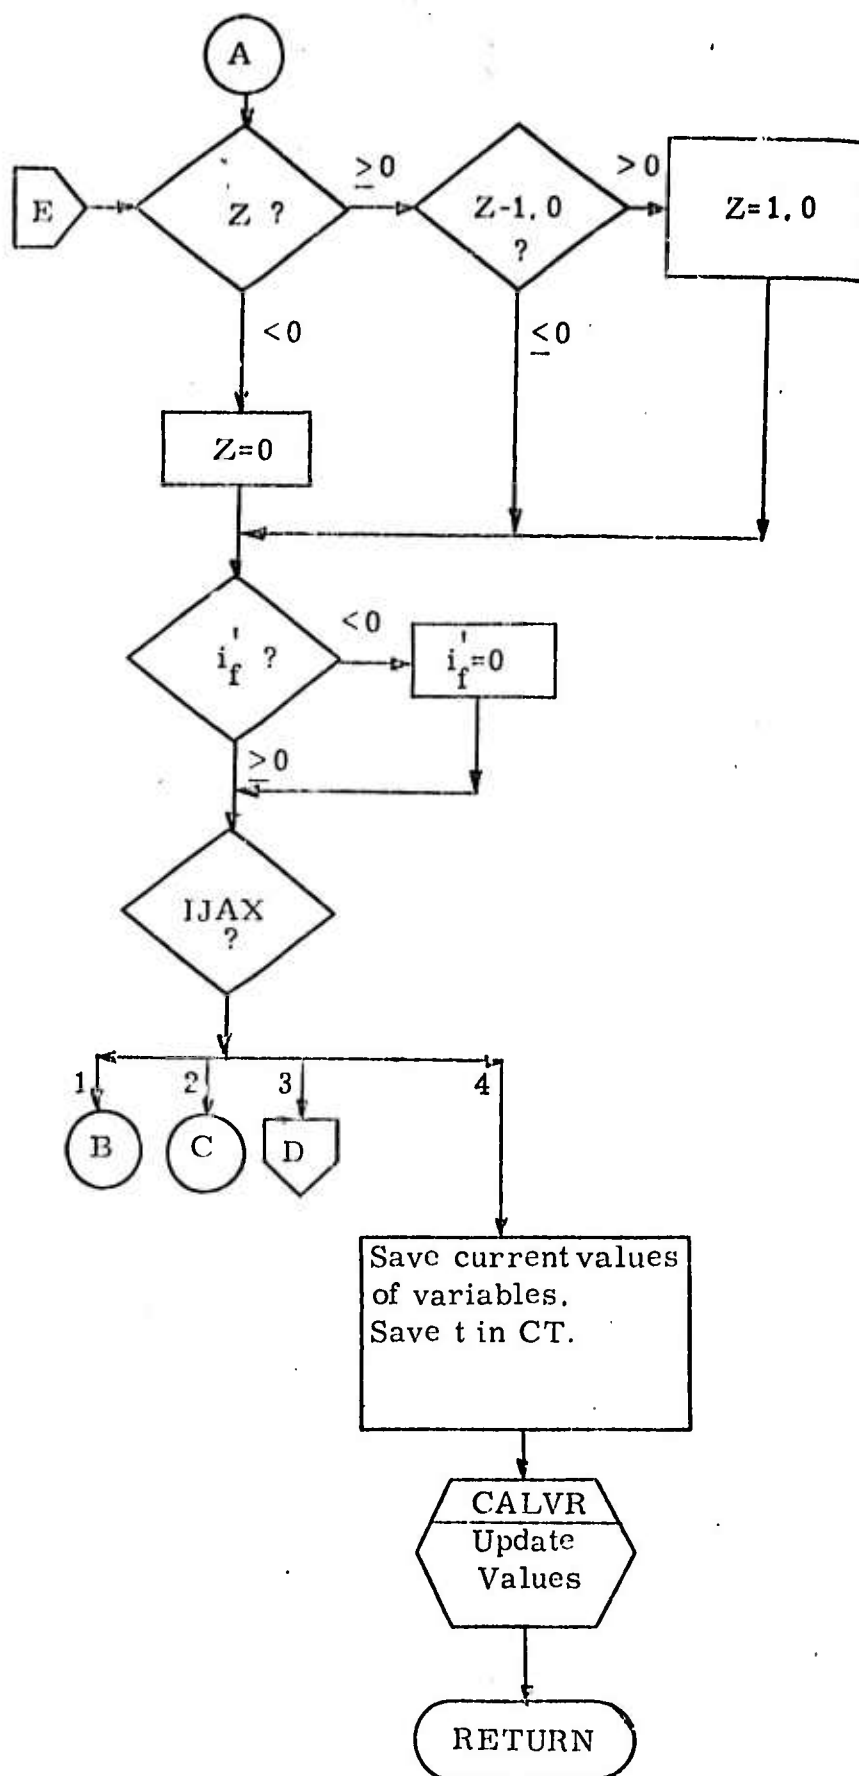 A
E
Z ?
≥0
Z-1.0
?
>0
Z=1.0
<0
≤0
Z=0
i'f ?
<0
i'f=0
≥0
IJAX
?
1
2
3
4
B
C
D
Save current values
of variables.
Save t in CT.
CALVR
Update
Values
RETURN